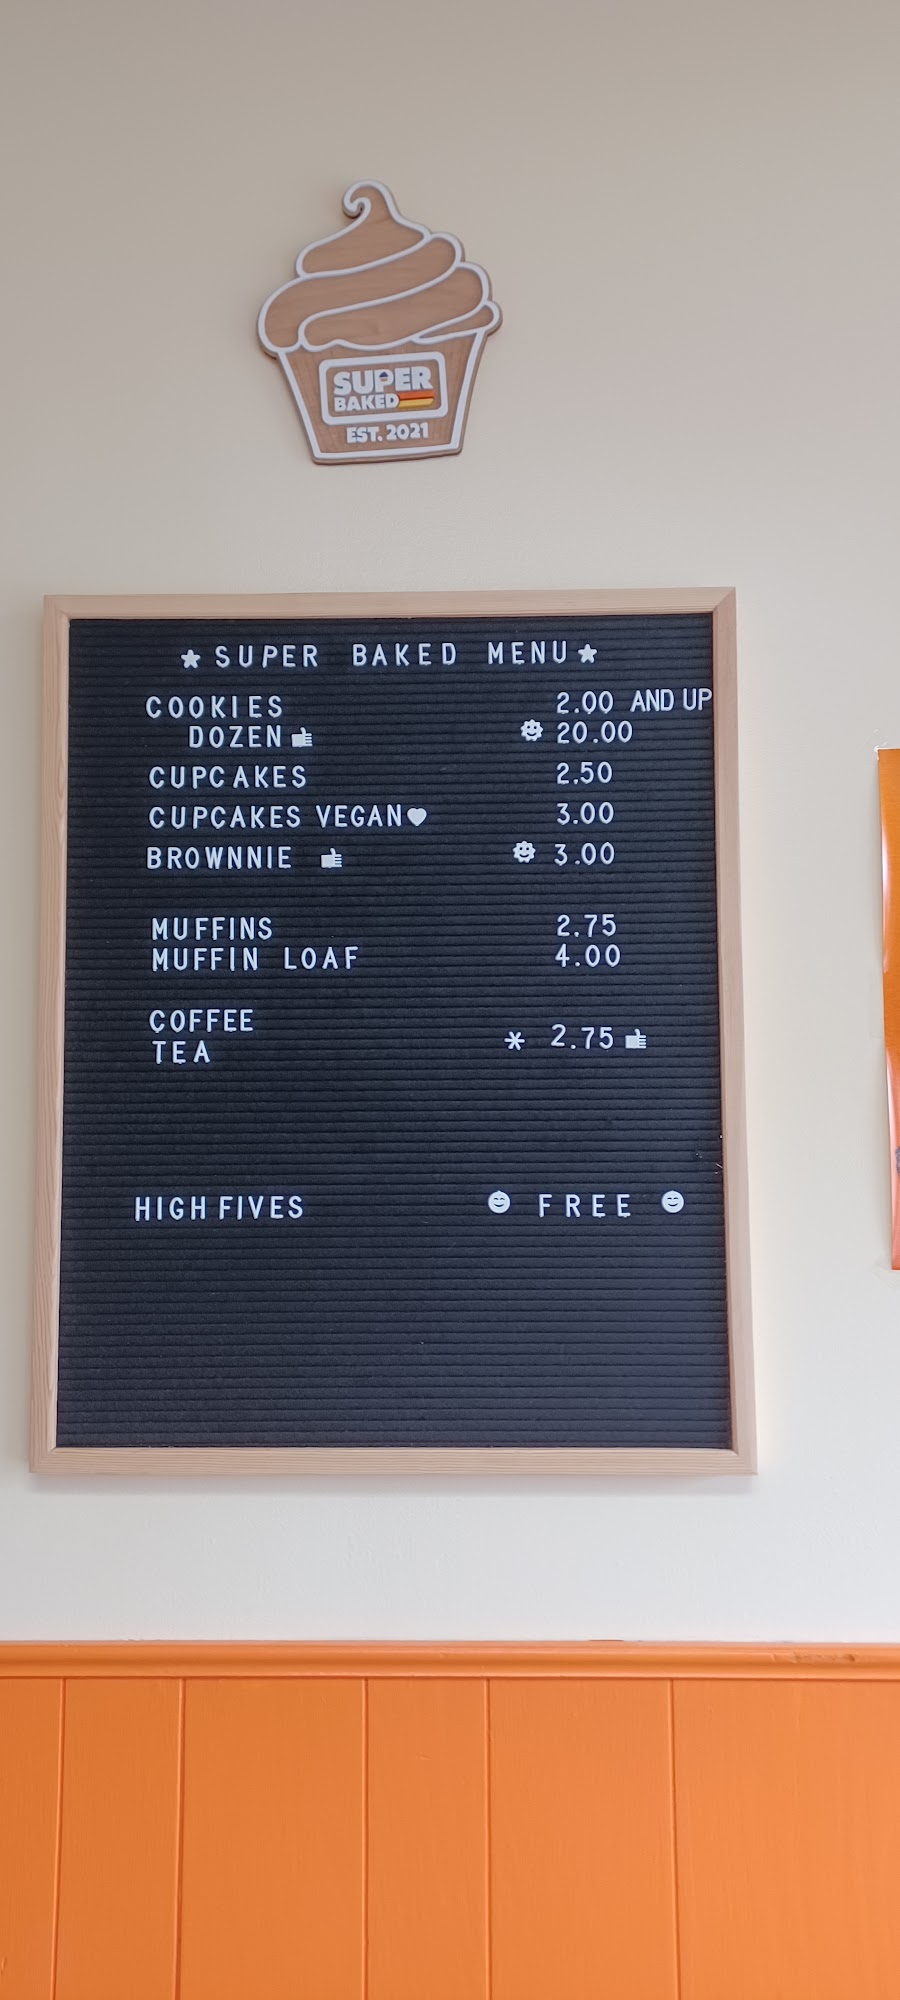 SUPER
BAKED
EST. 2021
SUPER BAKED MENU
COOKIES 2.00 AND UP
DOZEN 20.00
CUPCAKES 2.50
CUPCAKES VEGAN 3.00
BROWNNIE 3.00
MUFFINS 2.75
MUFFIN LOAF 4.00
COFFEE
TEA * 2.75
HIGH FIVES FREE